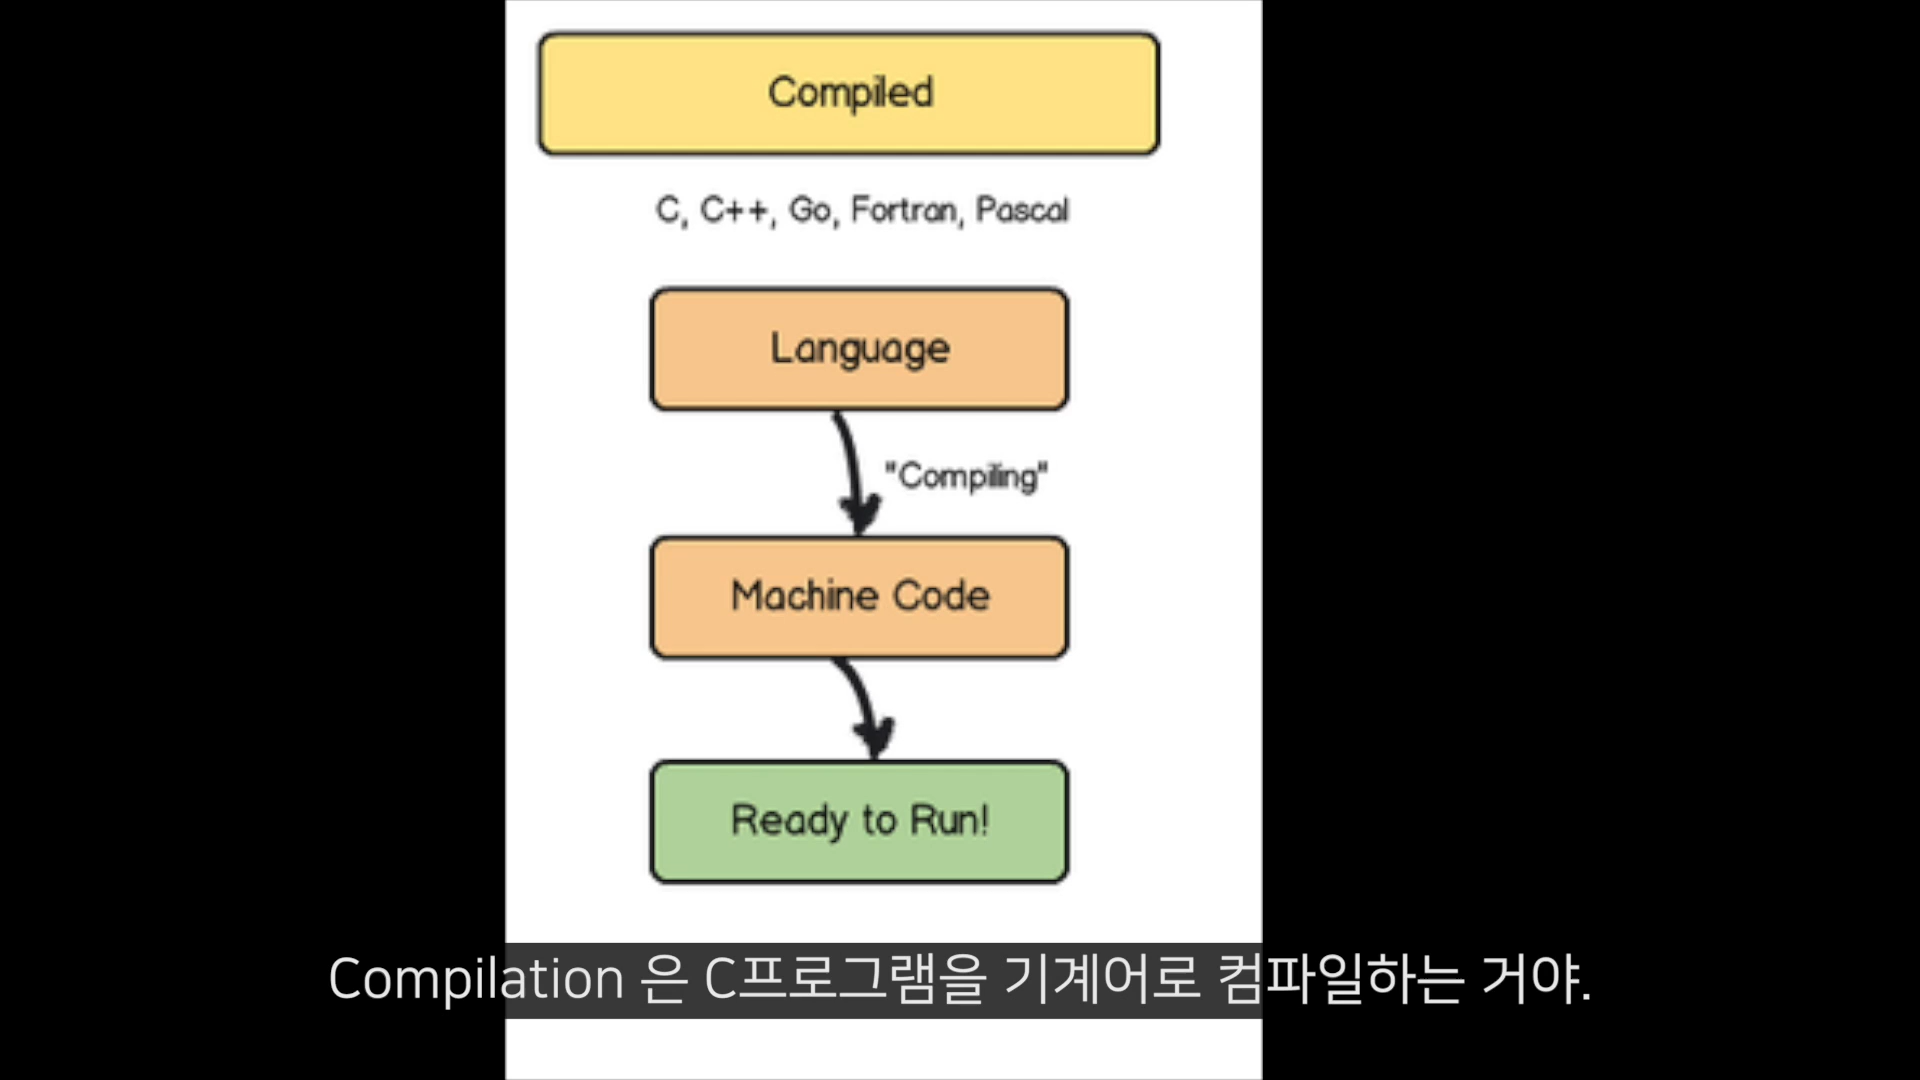 Compiled
C, C++, Go, Fortran, Pascal
Language
"Compiling"
Machine Code
Ready to Run!
Compilation 은 C프로그램을 기계어로 컴파일하는 거야.